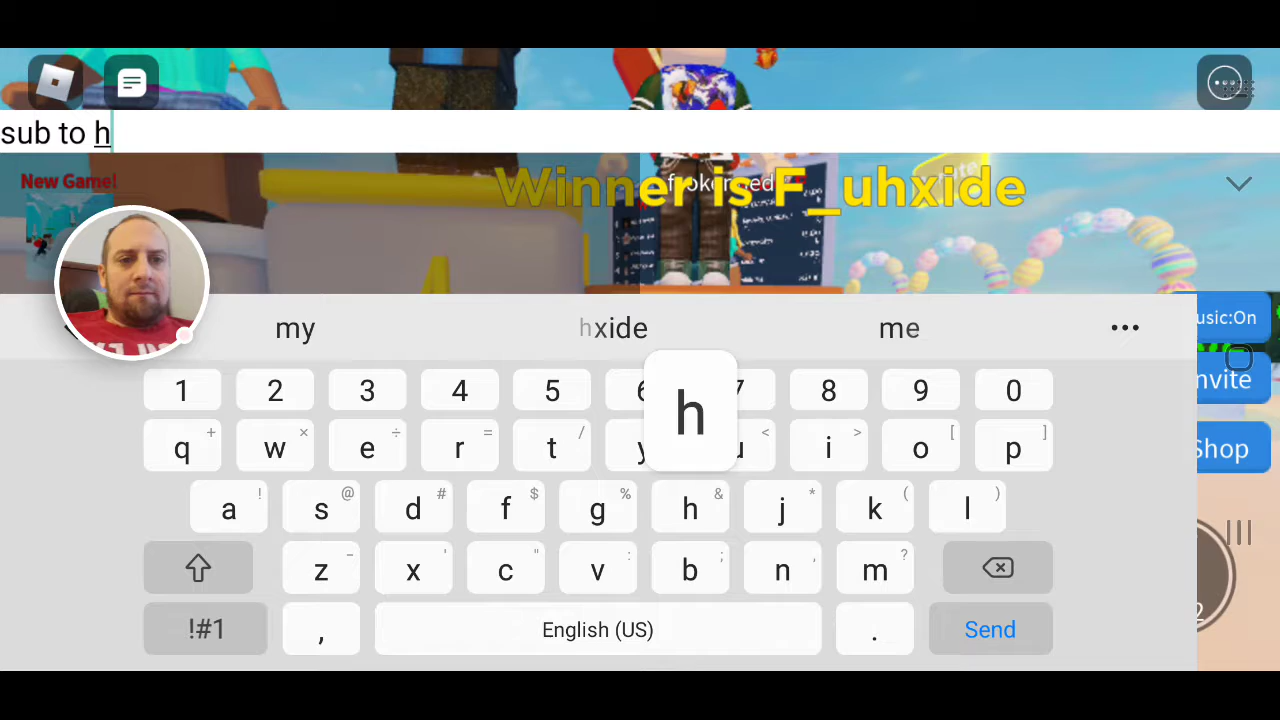 sub to h
New Game!
Winner is F_uhxide
my
hxide
me
usic:On
nvite
Shop
1 2 3 4 5 6 7 8 9 0
q + w × e ÷ r = t / y u < i > o [ p ]
h
a ! s @ d # f $ g % h & j * k ( l )
z - x ' c " v : b ; n , m ?
!#1 , English (US) . Send